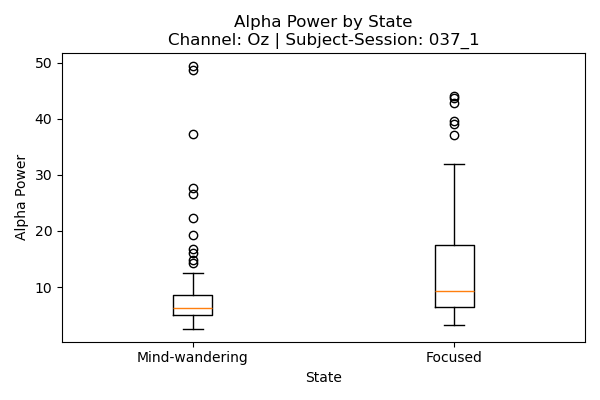 Alpha Power by State
Channel: Oz | Subject-Session: 037_1
Alpha Power
50
40
30
20
10
Mind-wandering
Focused
State